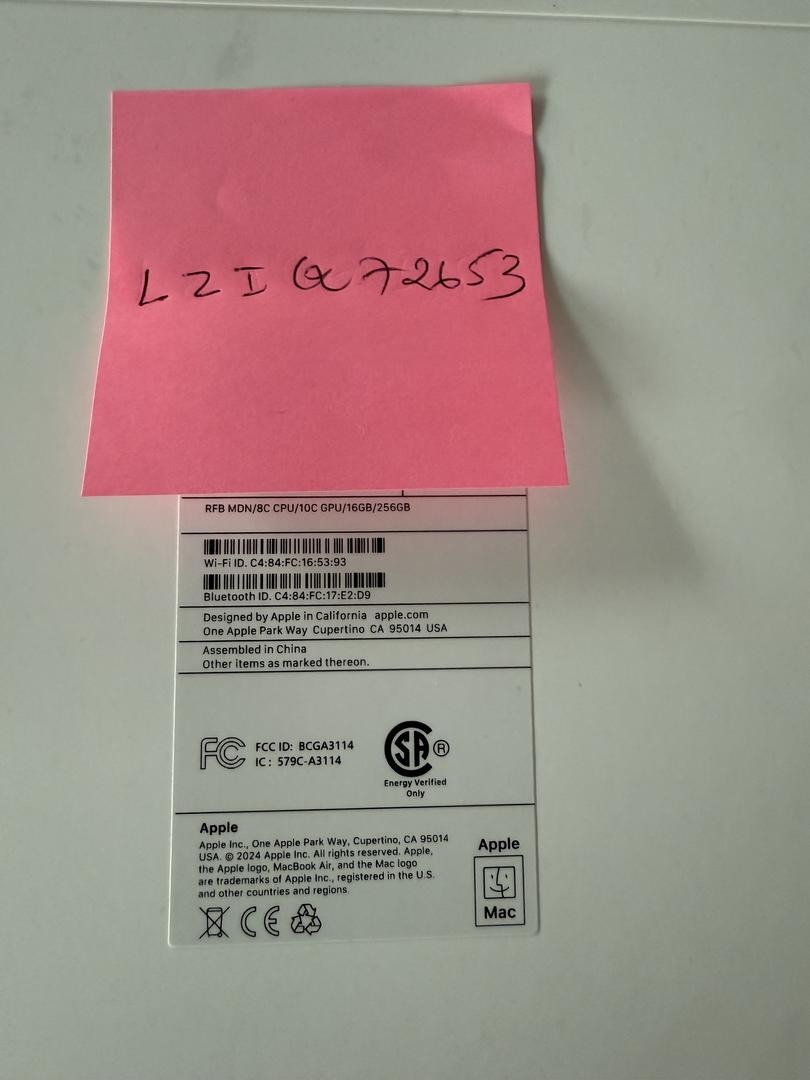 LZIQ72653
RFB MDN/8C CPU/10C GPU/16GB/256GB
Wi-Fi ID. C4:84:FC:16:53:93
Bluetooth ID. C4:84:FC:17:E2:D9
Designed by Apple in California apple.com
One Apple Park Way Cupertino CA 95014 USA
Assembled in China
Other items as marked thereon.
FC FCC ID: BCGA3114
IC: 579C-A3114
SA ®
Energy Verified
Only
Apple
Apple Inc., One Apple Park Way, Cupertino, CA 95014
USA. © 2024 Apple Inc. All rights reserved. Apple,
the Apple logo, MacBook Air, and the Mac logo
are trademarks of Apple Inc., registered in the U.S.
and other countries and regions.
CE
Apple
Mac